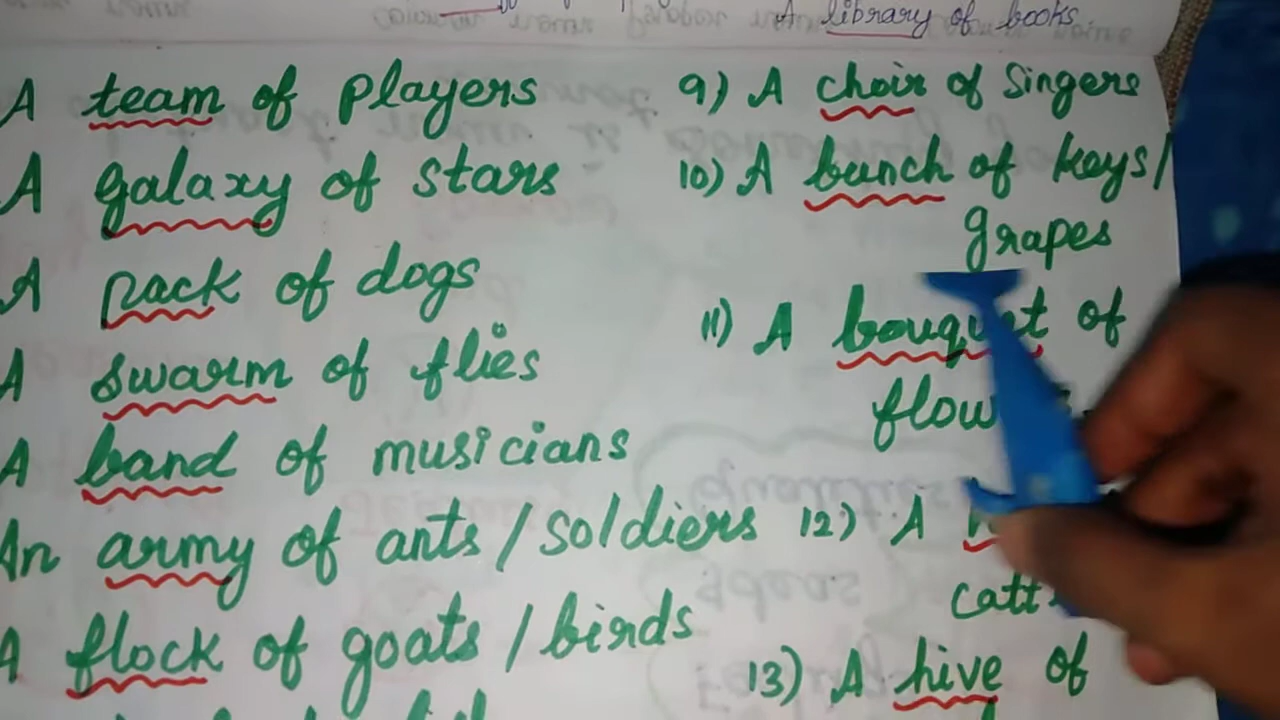 A library of books
A team of players
A galaxy of stars
A pack of dogs
A swarm of flies
A band of musicians
An army of ants / soldiers
A flock of goats / birds
9) A choir of Singers
10) A bunch of keys /
grapes
11) A bouquet of
12) A
13) A hive of